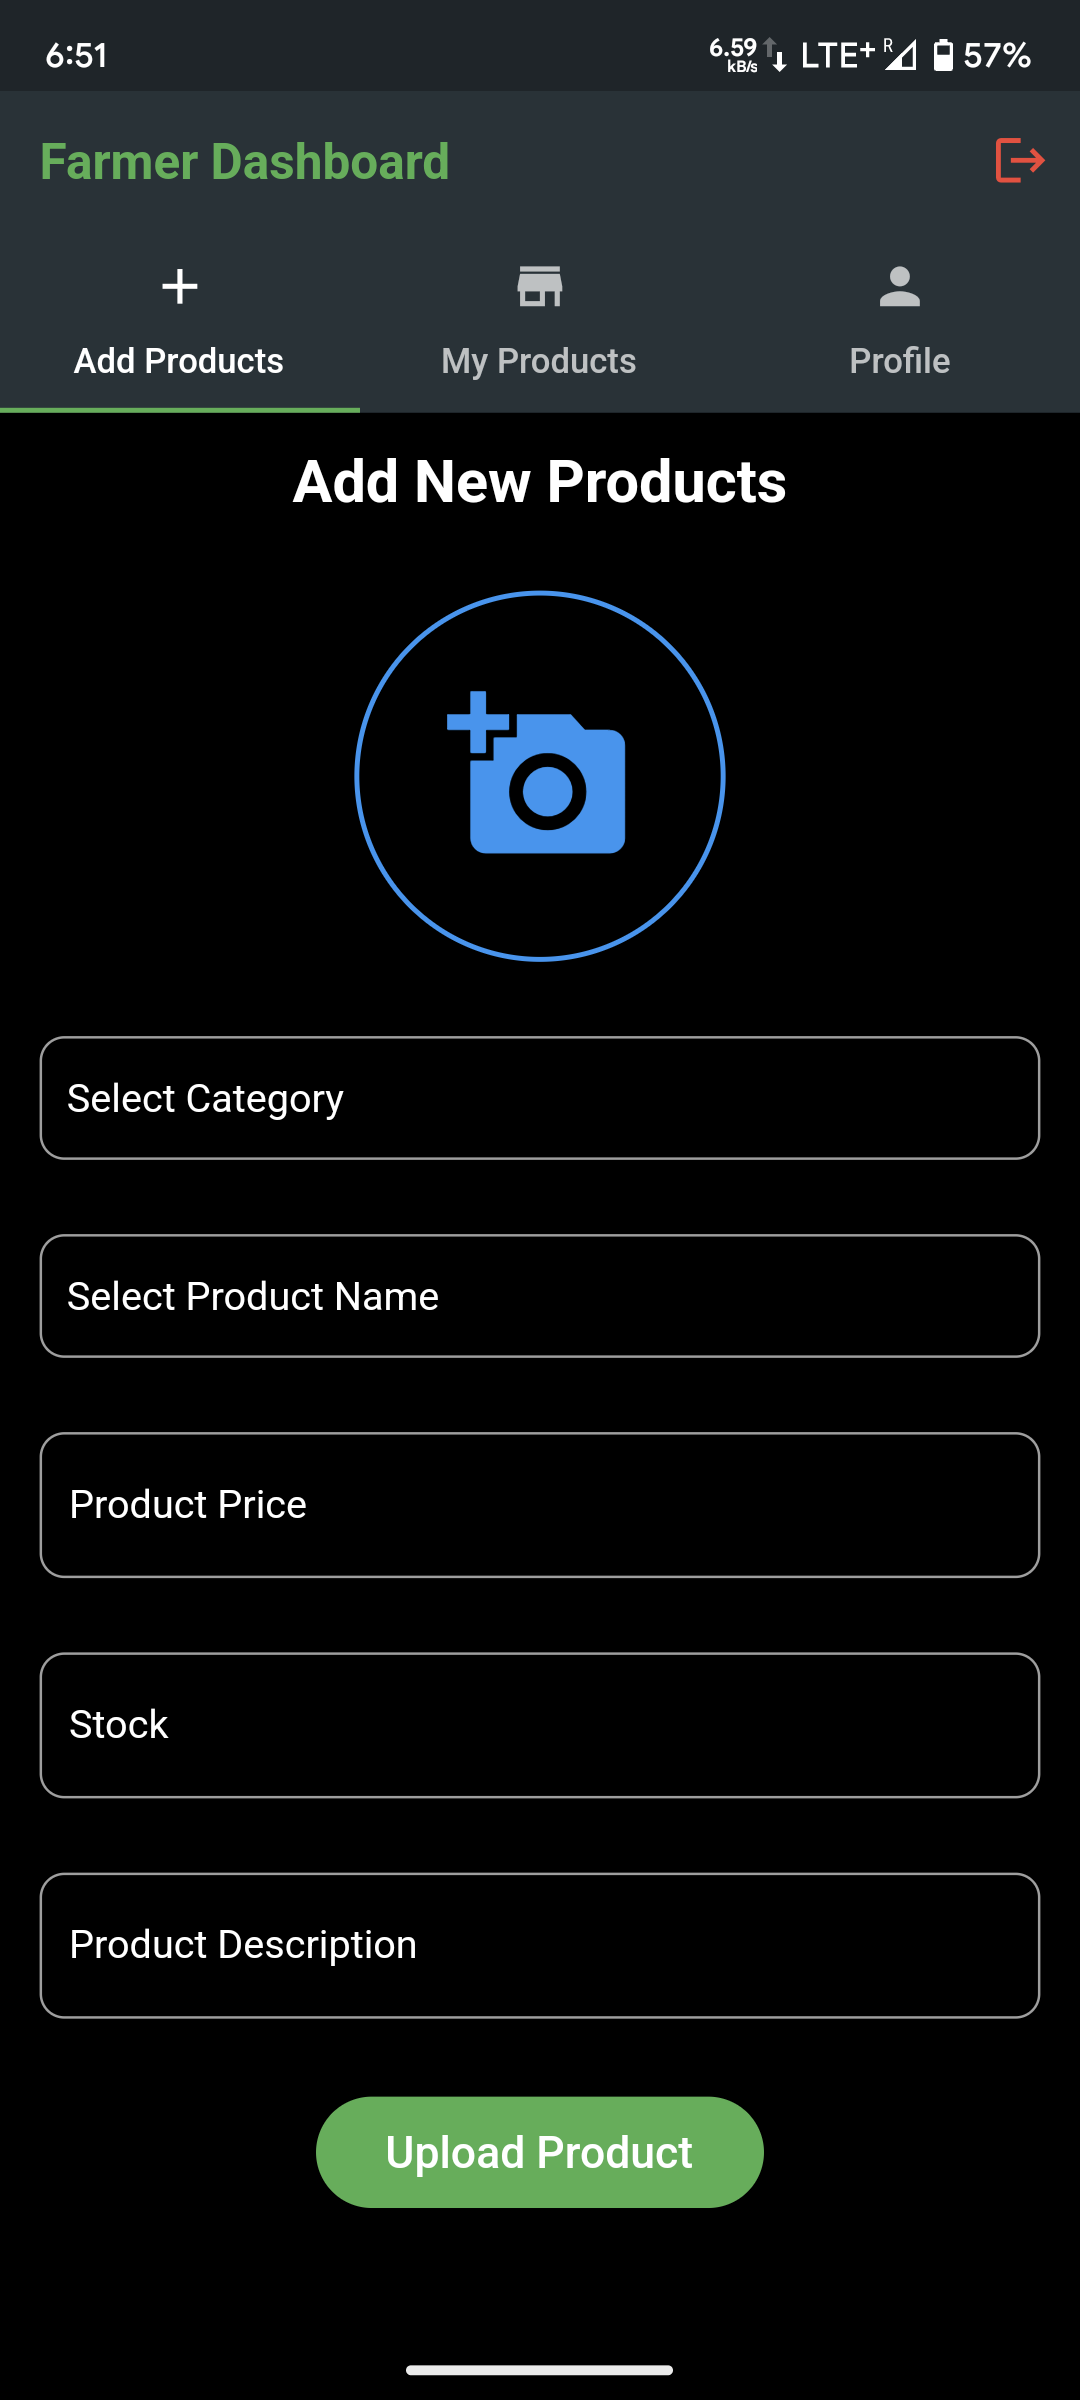 6:51
6.59 kB/s LTE+ R 57%
Farmer Dashboard
Add Products My Products Profile
Add New Products
Select Category
Select Product Name
Product Price
Stock
Product Description
Upload Product